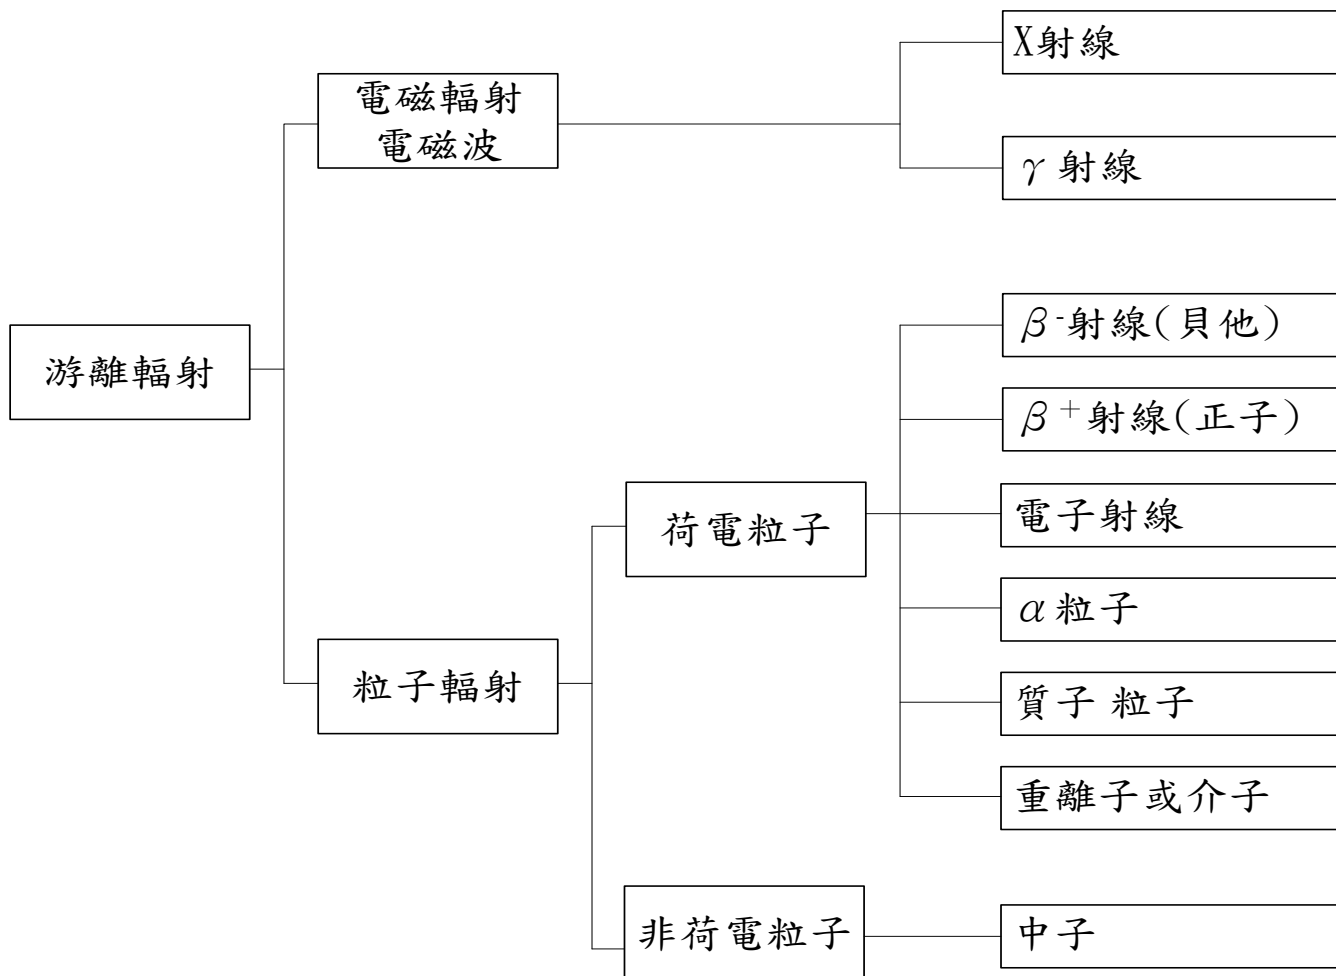 游離輻射
電磁輻射
電磁波
X射線
γ射線
粒子輻射
荷電粒子
β-射線(貝他)
β+射線(正子)
電子射線
α粒子
質子 粒子
重離子或介子
非荷電粒子
中子